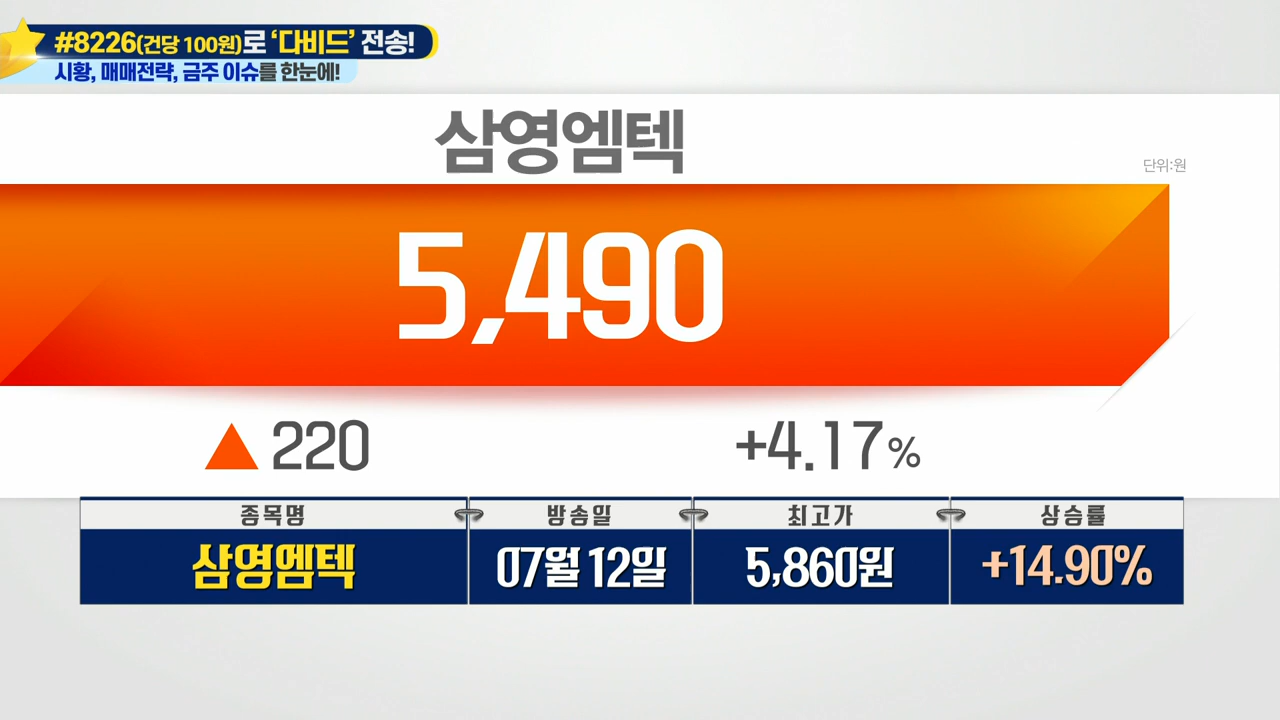 #8226(건당 100원)로 ‘다비드’ 전송!
시황, 매매전략, 금주 이슈를 한눈에!
삼영엠텍
단위:원
5,490
▲ 220 +4.17%
종목명 방송일 최고가 상승률
삼영엠텍 07월 12일 5,860원 +14.90%